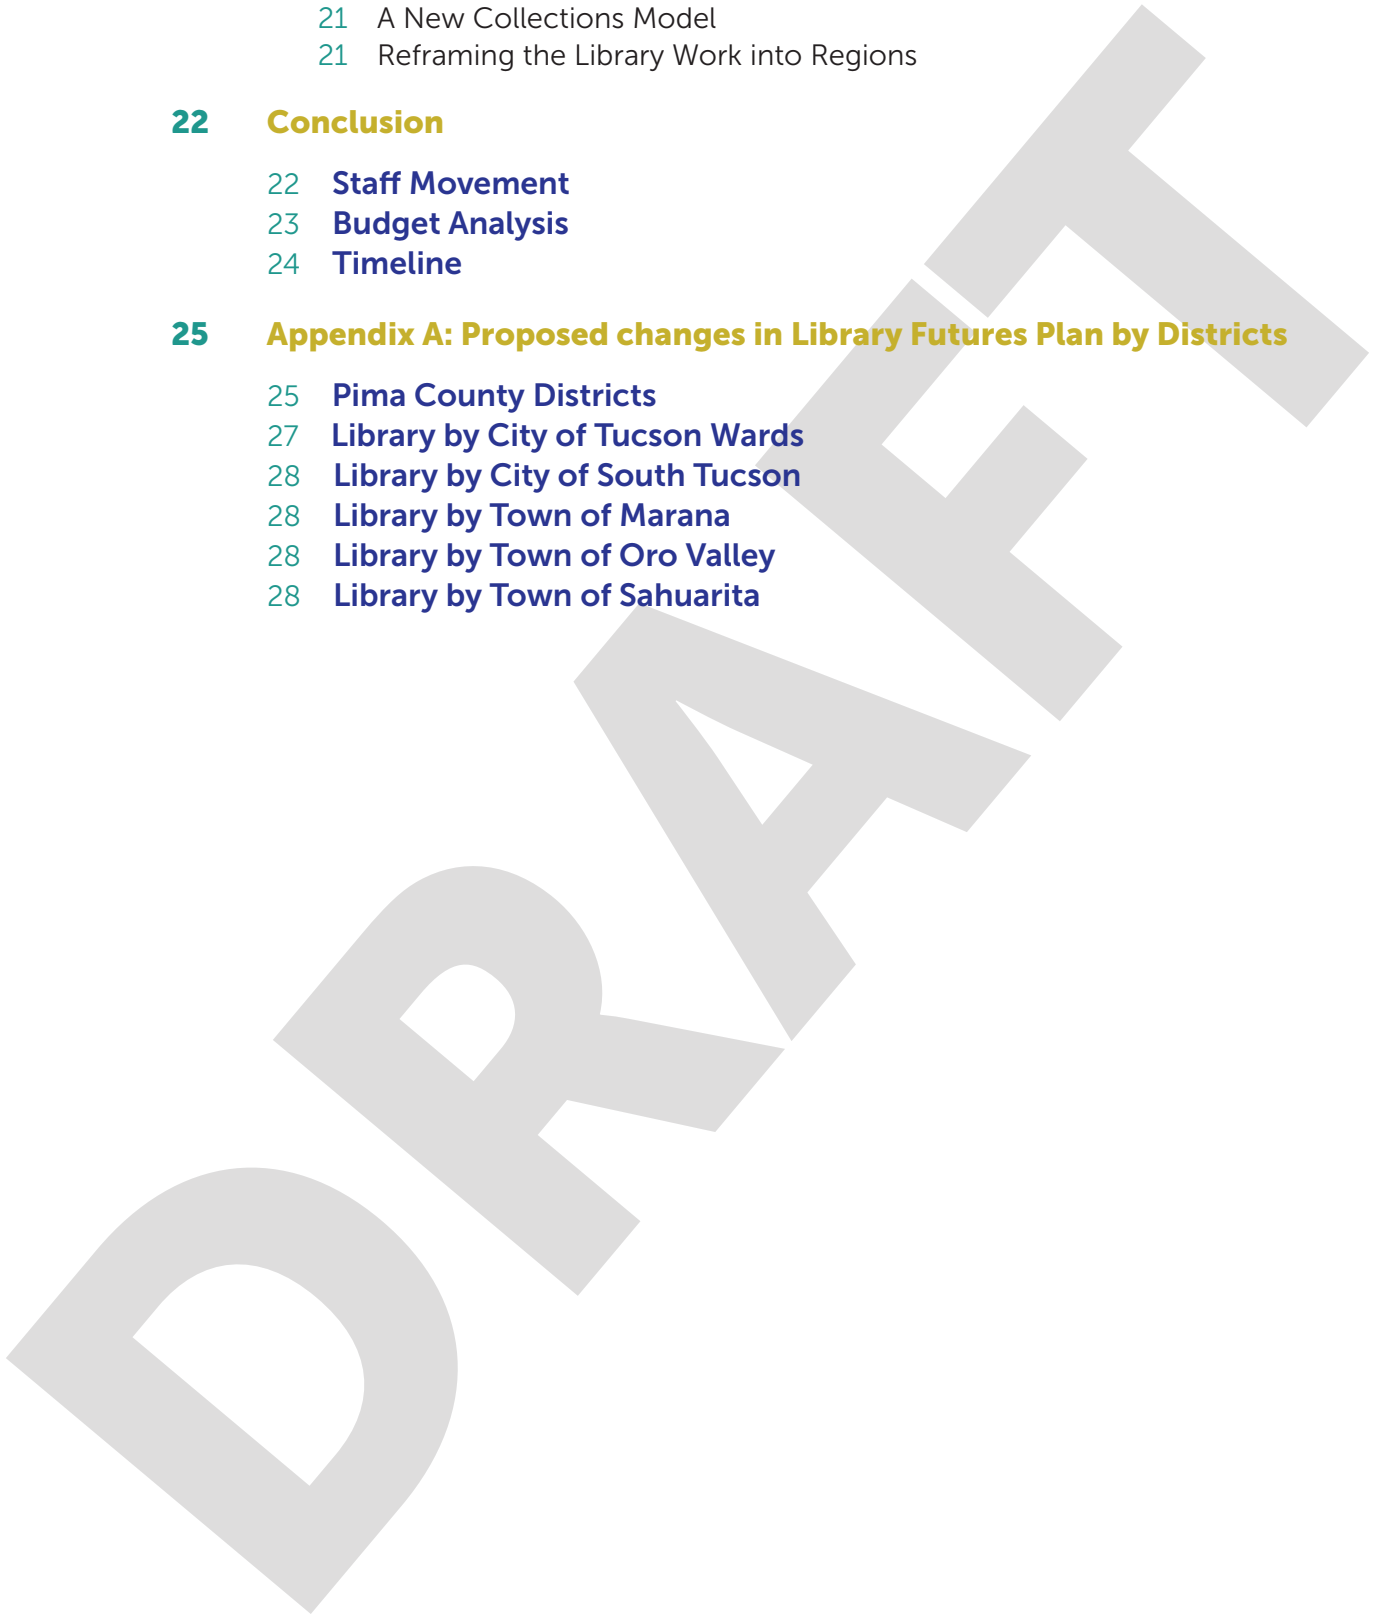 21 A New Collections Model
21 Reframing the Library Work into Regions
22 Conclusion
22 Staff Movement
23 Budget Analysis
24 Timeline
25 Appendix A: Proposed changes in Library Futures Plan by Districts
25 Pima County Districts
27 Library by City of Tucson Wards
28 Library by City of South Tucson
28 Library by Town of Marana
28 Library by Town of Oro Valley
28 Library by Town of Sahuarita
DRAFT